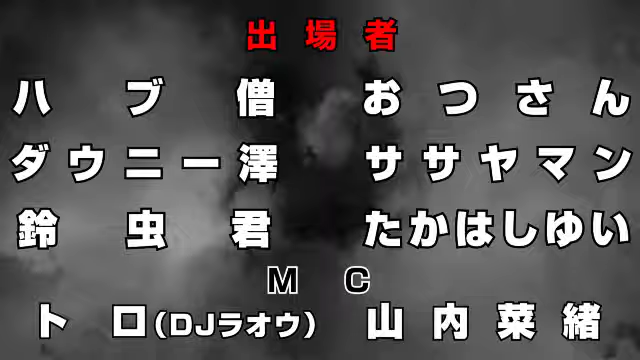 出場者
ハブ僧 おつさん
ダウニー澤 ササヤマン
鈴虫君 たかはしゆい
MC
トロ(DJラオウ) 山内菜緒